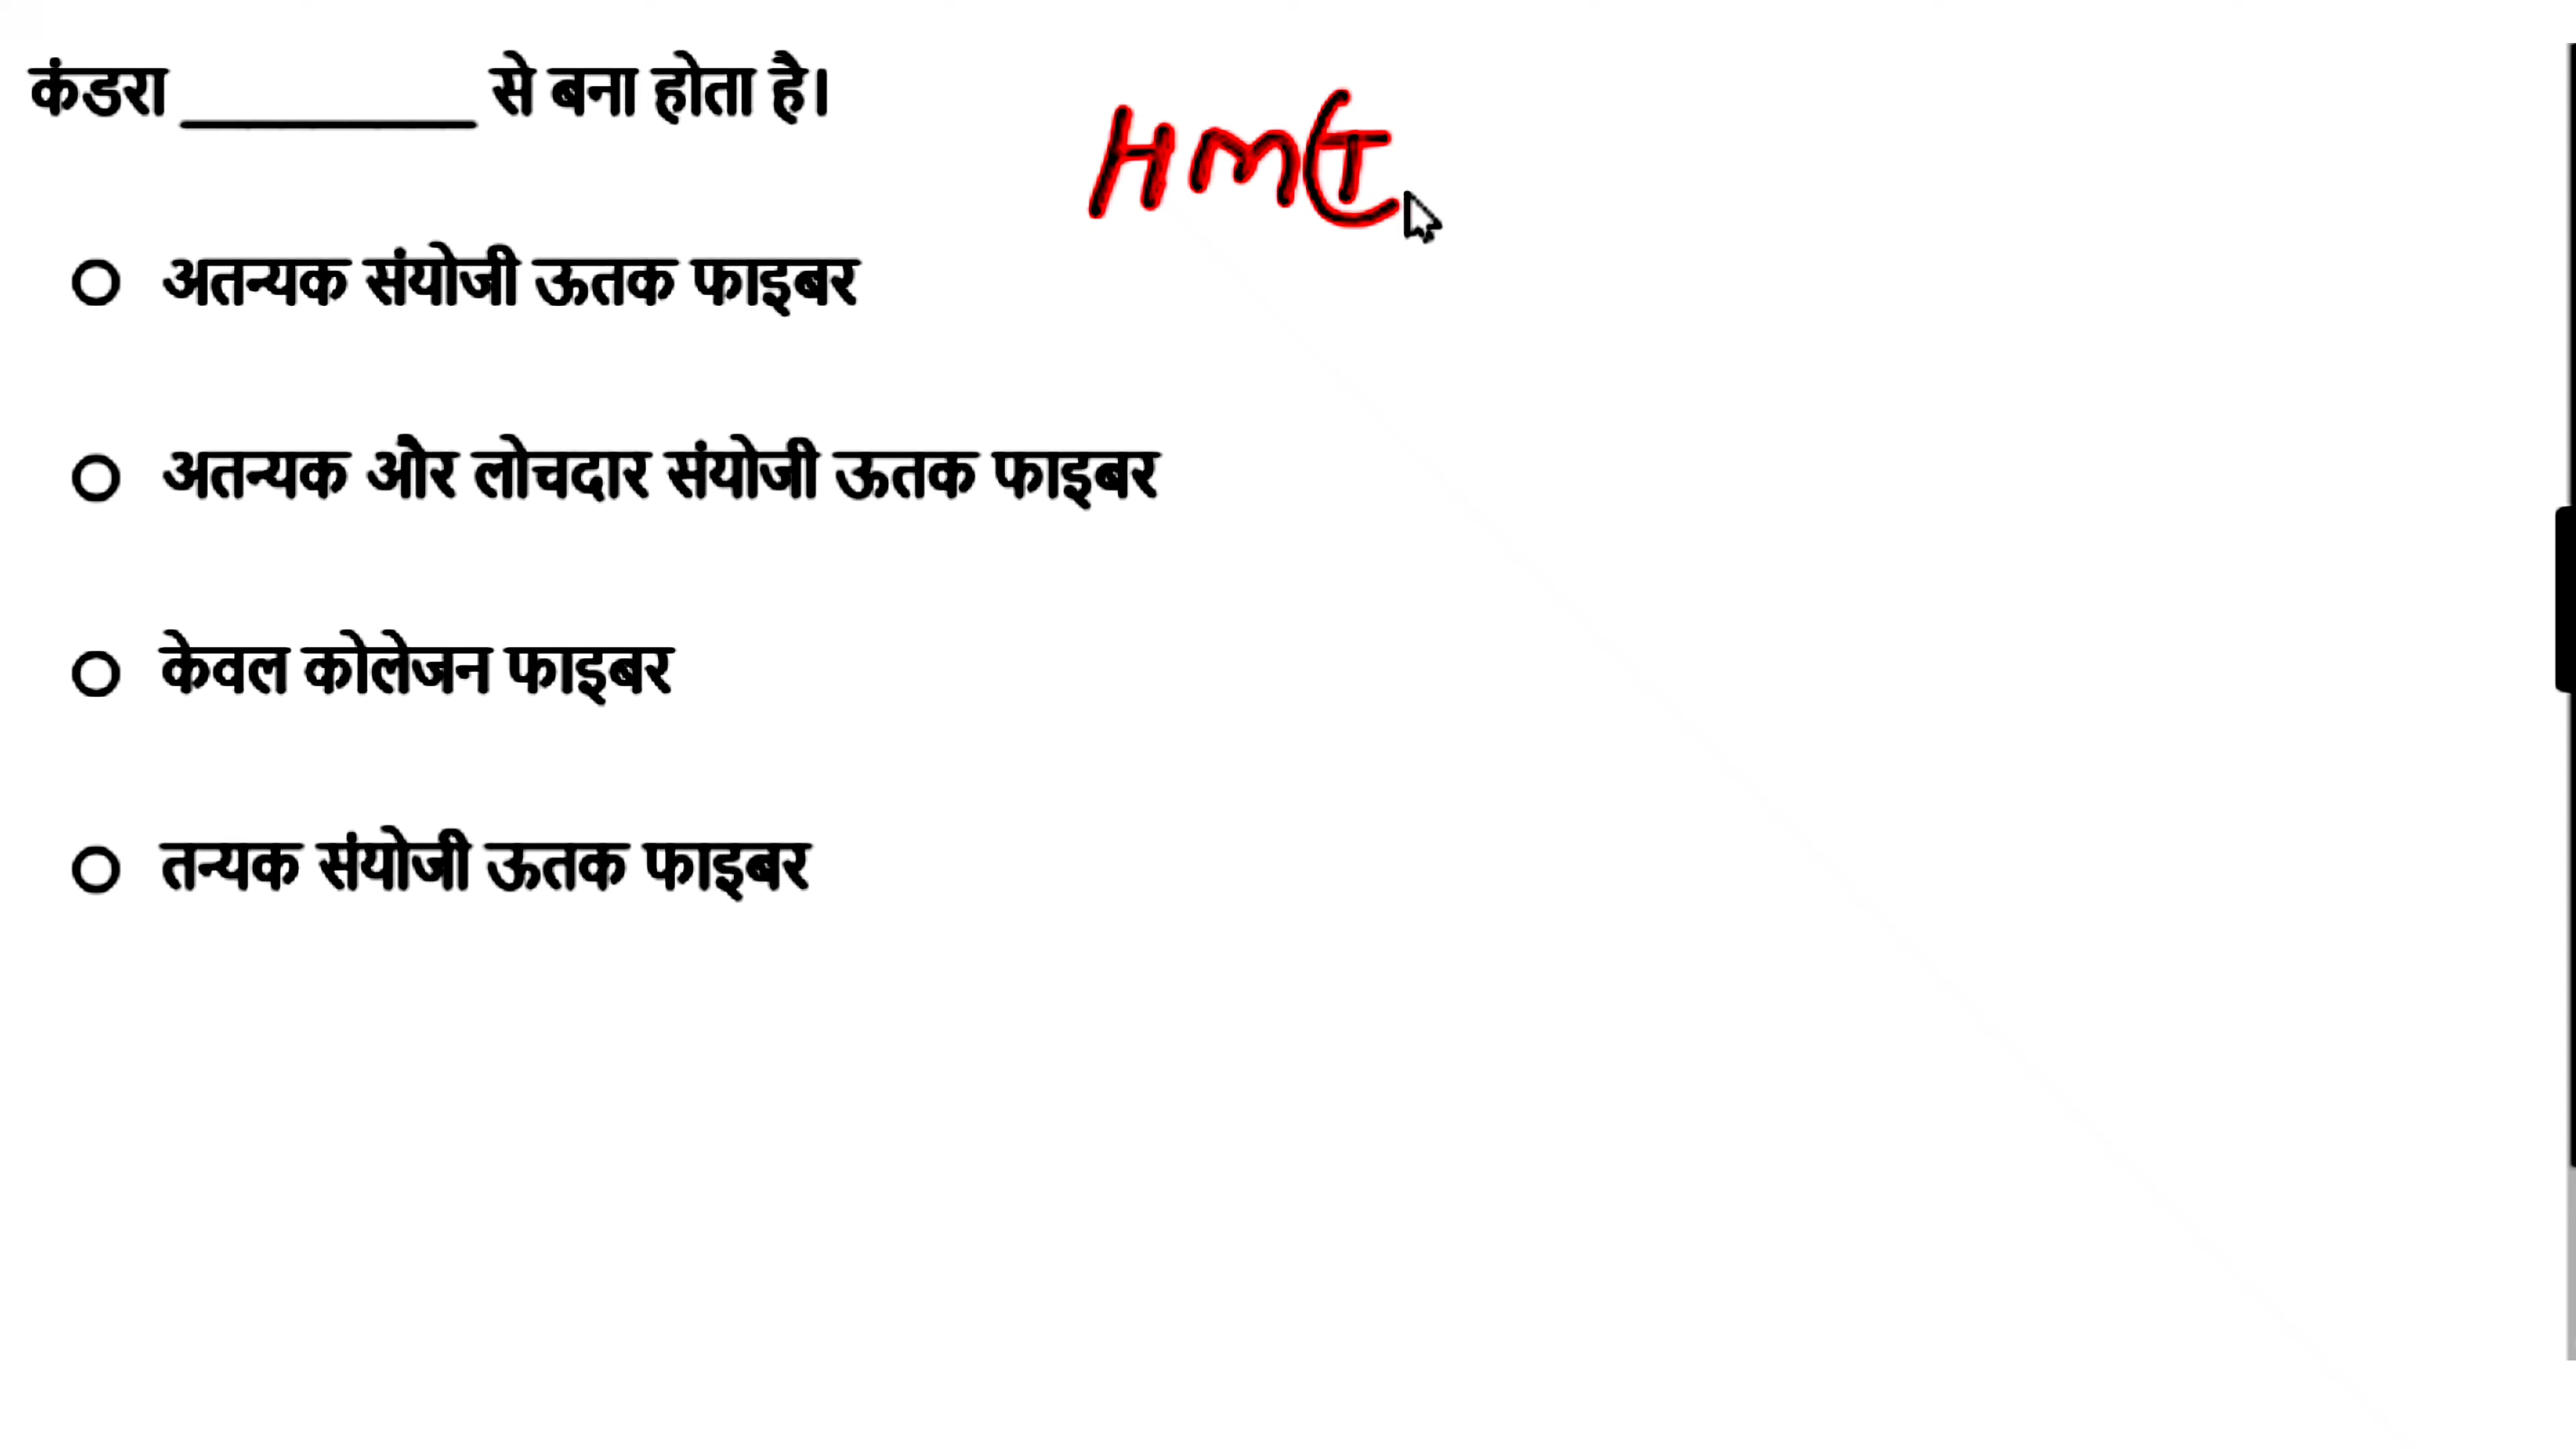 कंडरा __________ से बना होता है।
HMT
अतन्यक संयोजी ऊतक फाइबर
अतन्यक और लोचदार संयोजी ऊतक फाइबर
केवल कोलेजन फाइबर
तन्यक संयोजी ऊतक फाइबर